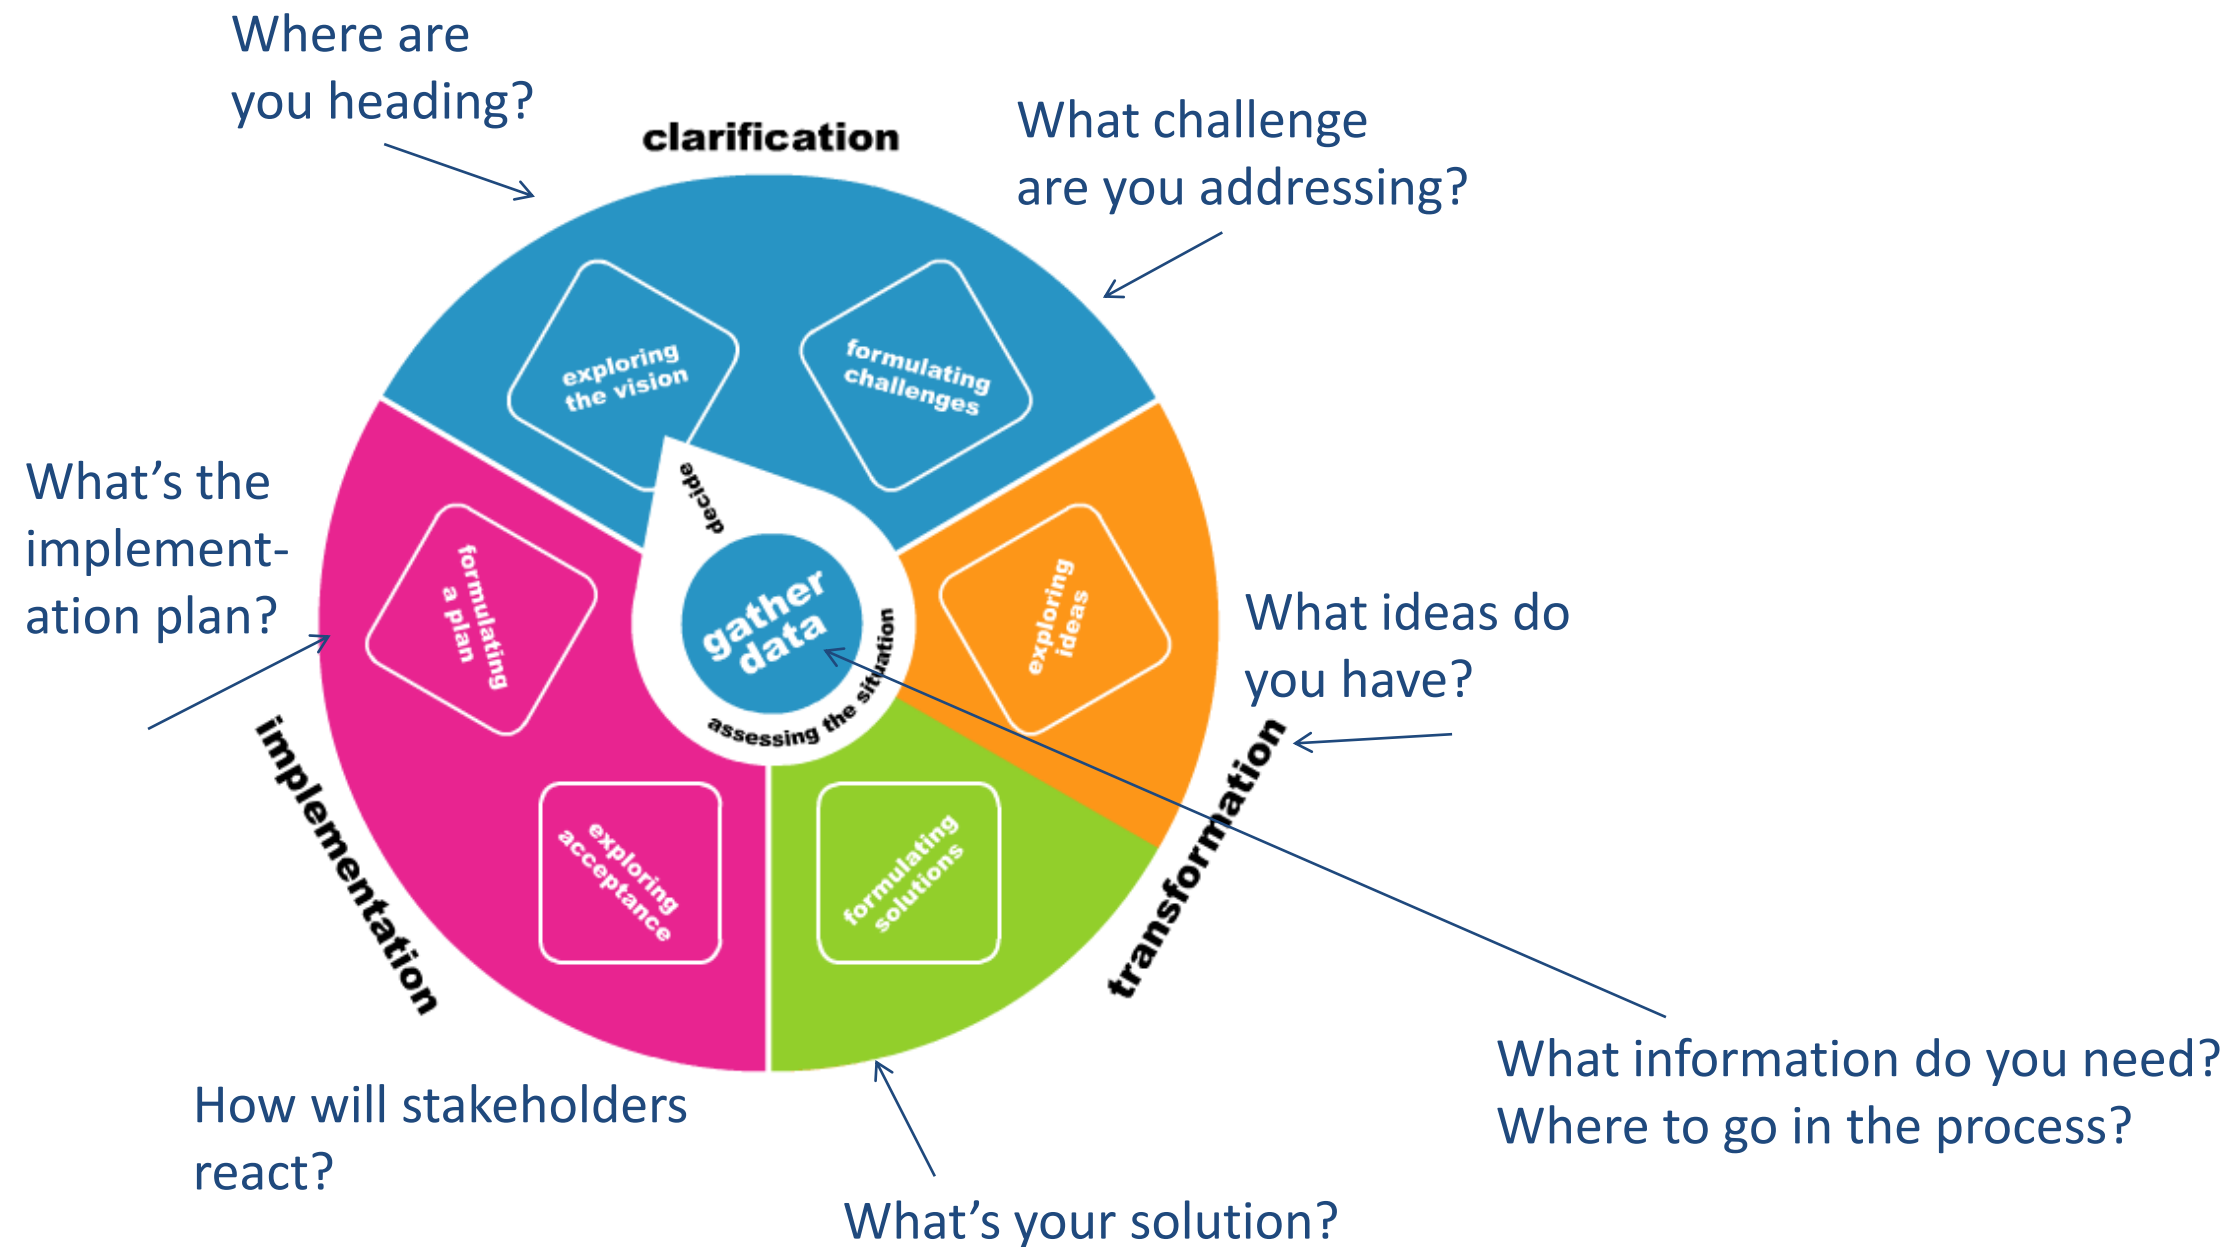 Where are
you heading?
clarification
What challenge
are you addressing?
exploring
the vision
formulating
challenges
decide
gather
data
assessing the situation
What's the
implement-
ation plan?
formulating
a plan
exploring
ideas
What ideas do
you have?
implementation
transformation
exploring
acceptance
formulating
solutions
How will stakeholders
react?
What's your solution?
What information do you need?
Where to go in the process?